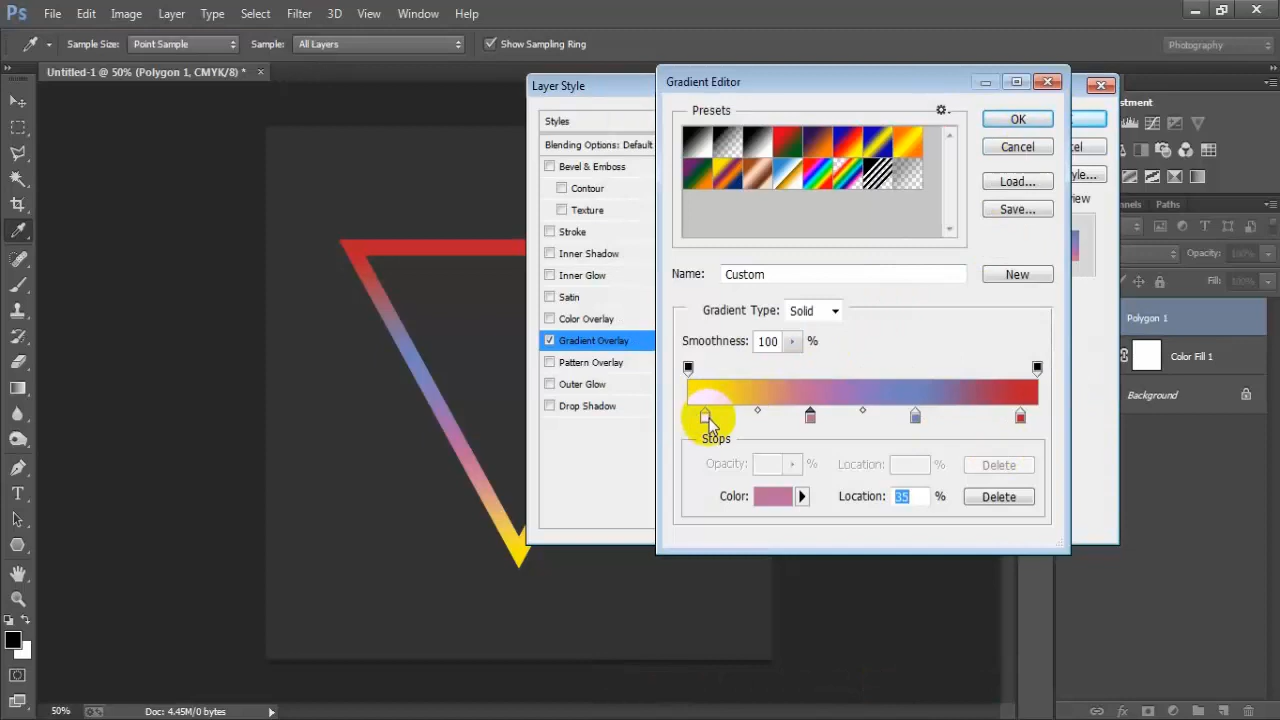 Ps File Edit Image Layer Type Select Filter 3D View Window Help
Sample Size: Point Sample Sample: All Layers Show Sampling Ring Photography
Untitled-1 @ 50% (Polygon 1, CMYK/8) * ×
Layer Style
Styles
Blending Options: Default
Bevel & Emboss
Contour
Texture
Stroke
Inner Shadow
Inner Glow
Satin
Color Overlay
Gradient Overlay
Pattern Overlay
Outer Glow
Drop Shadow
Gradient Editor
Presets
OK
Cancel
Load...
Save...
Name: Custom New
Gradient Type: Solid
Smoothness: 100 %
Stops
Opacity: % Location: % Delete
Color: Location: 35 % Delete
Paths
Opacity: 100%
Fill: 100%
Polygon 1
Color Fill 1
Background
50% Doc: 4.45M/0 bytes